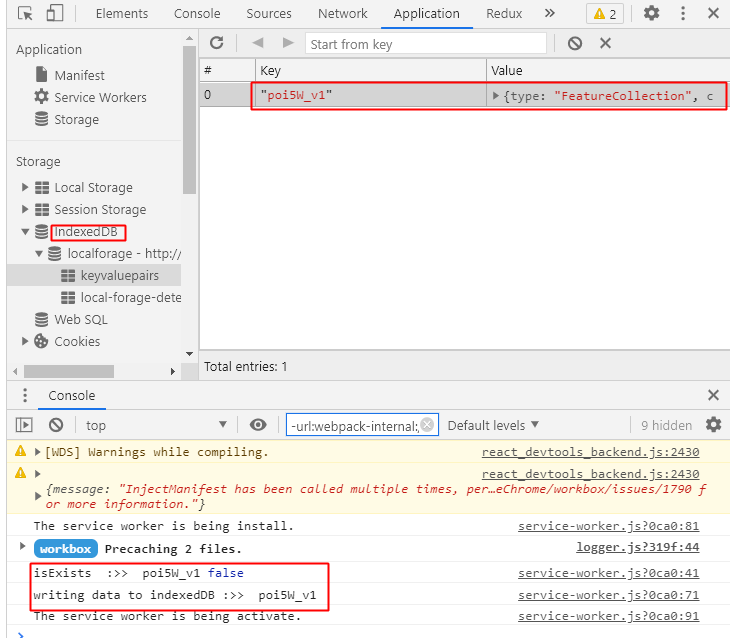 Elements Console Sources Network Application Redux » 2
Application
Manifest
Service Workers
Storage
Storage
Local Storage
Session Storage
IndexedDB
localforage - http:/
keyvaluepairs
local-forage-dete
Web SQL
Cookies
Start from key
# Key Value
0 "poi5W_v1" {type: "FeatureCollection", c
Total entries: 1
Console
top -url:webpack-internal: Default levels 9 hidden
[WDS] Warnings while compiling. react_devtools_backend.js:2430
react_devtools_backend.js:2430
{message: "InjectManifest has been called multiple times, per…eChrome/workbox/issues/1790 f
or more information."}
The service worker is being install. service-worker.js?0ca0:81
workbox Precaching 2 files. logger.js?319f:44
isExists :>> poi5W_v1 false service-worker.js?0ca0:41
writing data to indexedDB :>> poi5W_v1 service-worker.js?0ca0:71
The service worker is being activate. service-worker.js?0ca0:91